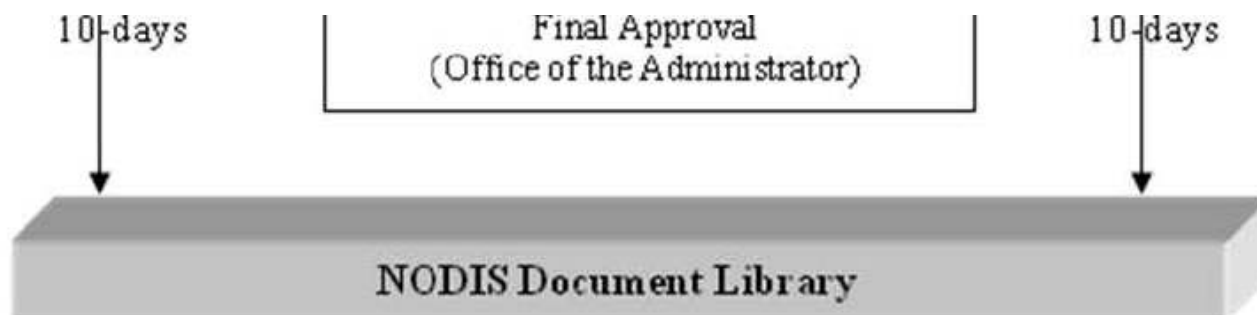 10-days
Final Approval
10-days
(Office of the Administrator)
NODIS Document Library